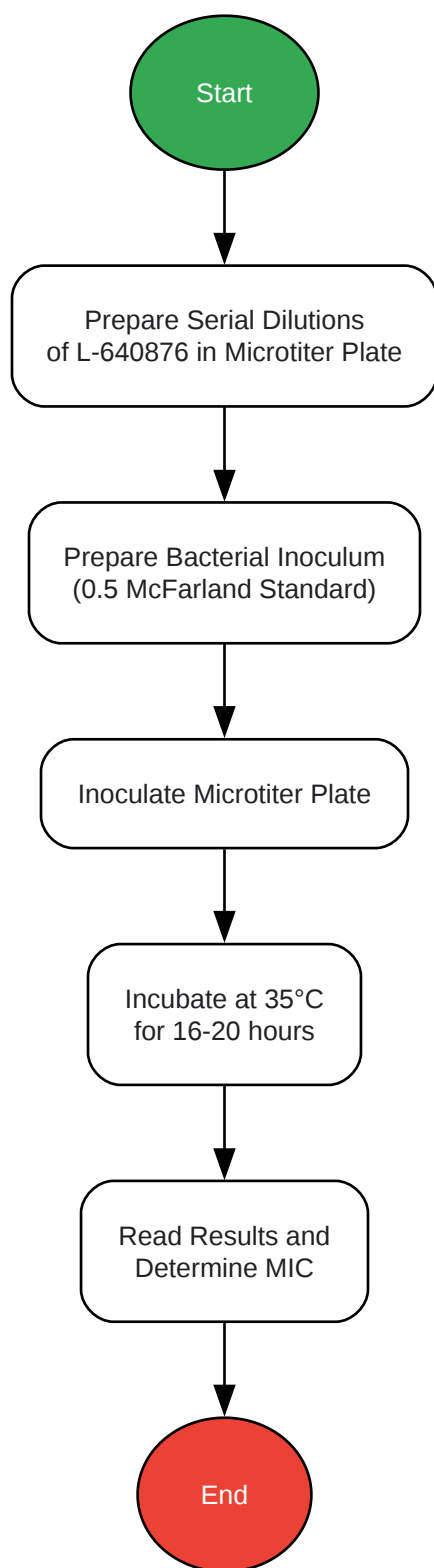 Start
Prepare Serial Dilutions
of L-640876 in Microtiter Plate
Prepare Bacterial Inoculum
(0.5 McFarland Standard)
Inoculate Microtiter Plate
Incubate at 35°C
for 16-20 hours
Read Results and
Determine MIC
End